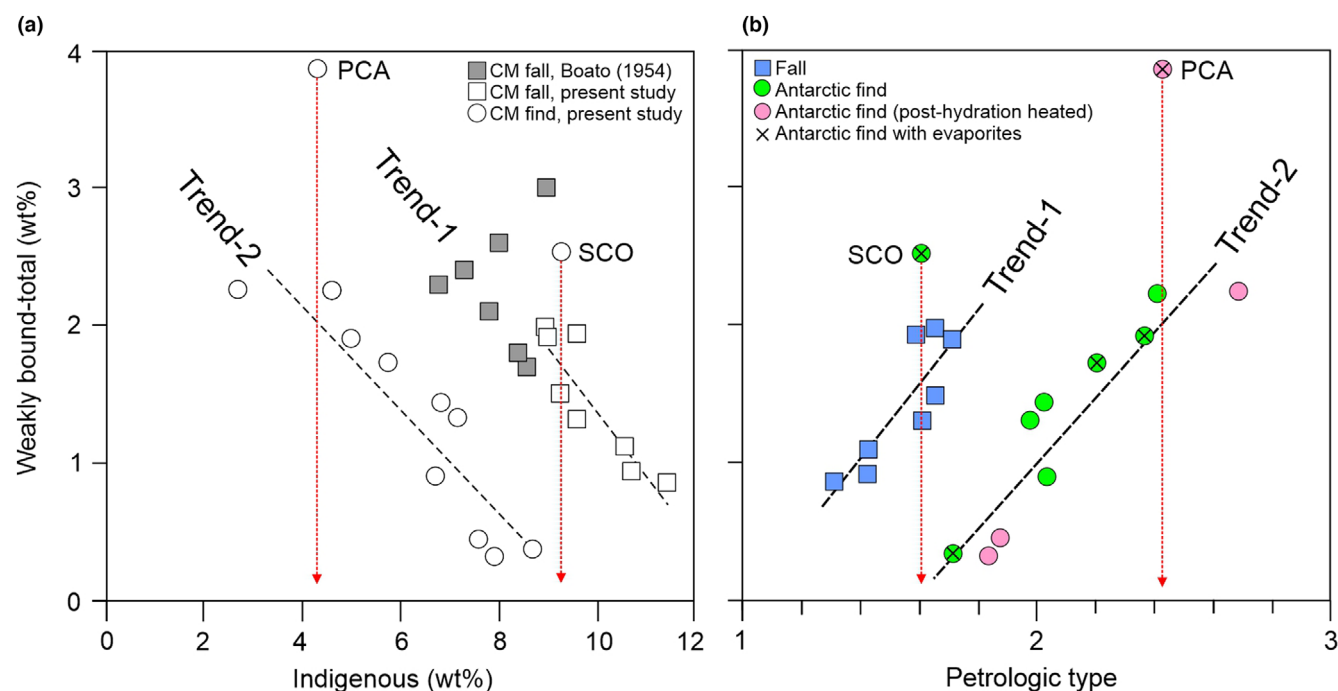 (a)
4
3
2
1
0
Weakly bound-total (wt%)
PCA
CM fall, Boato (1954)
CM fall, present study
CM find, present study
Trend-2
Trend-1
SCO
0 2 4 6 8 10 12
Indigenous (wt%)
(b)
Fall
Antarctic find
Antarctic find (post-hydration heated)
Antarctic find with evaporites
PCA
SCO
Trend-1
Trend-2
1 2 3
Petrologic type